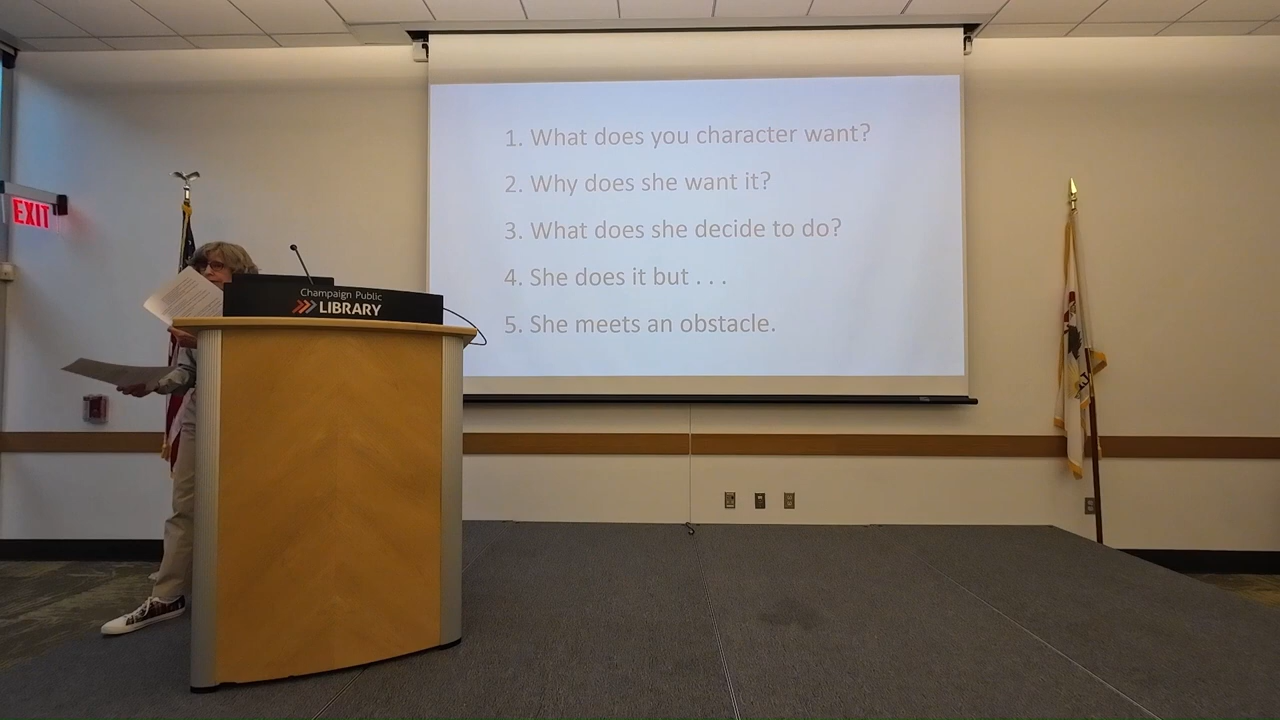 1. What does you character want?
2. Why does she want it?
3. What does she decide to do?
4. She does it but . . .
5. She meets an obstacle.
EXIT
Champaign Public
LIBRARY